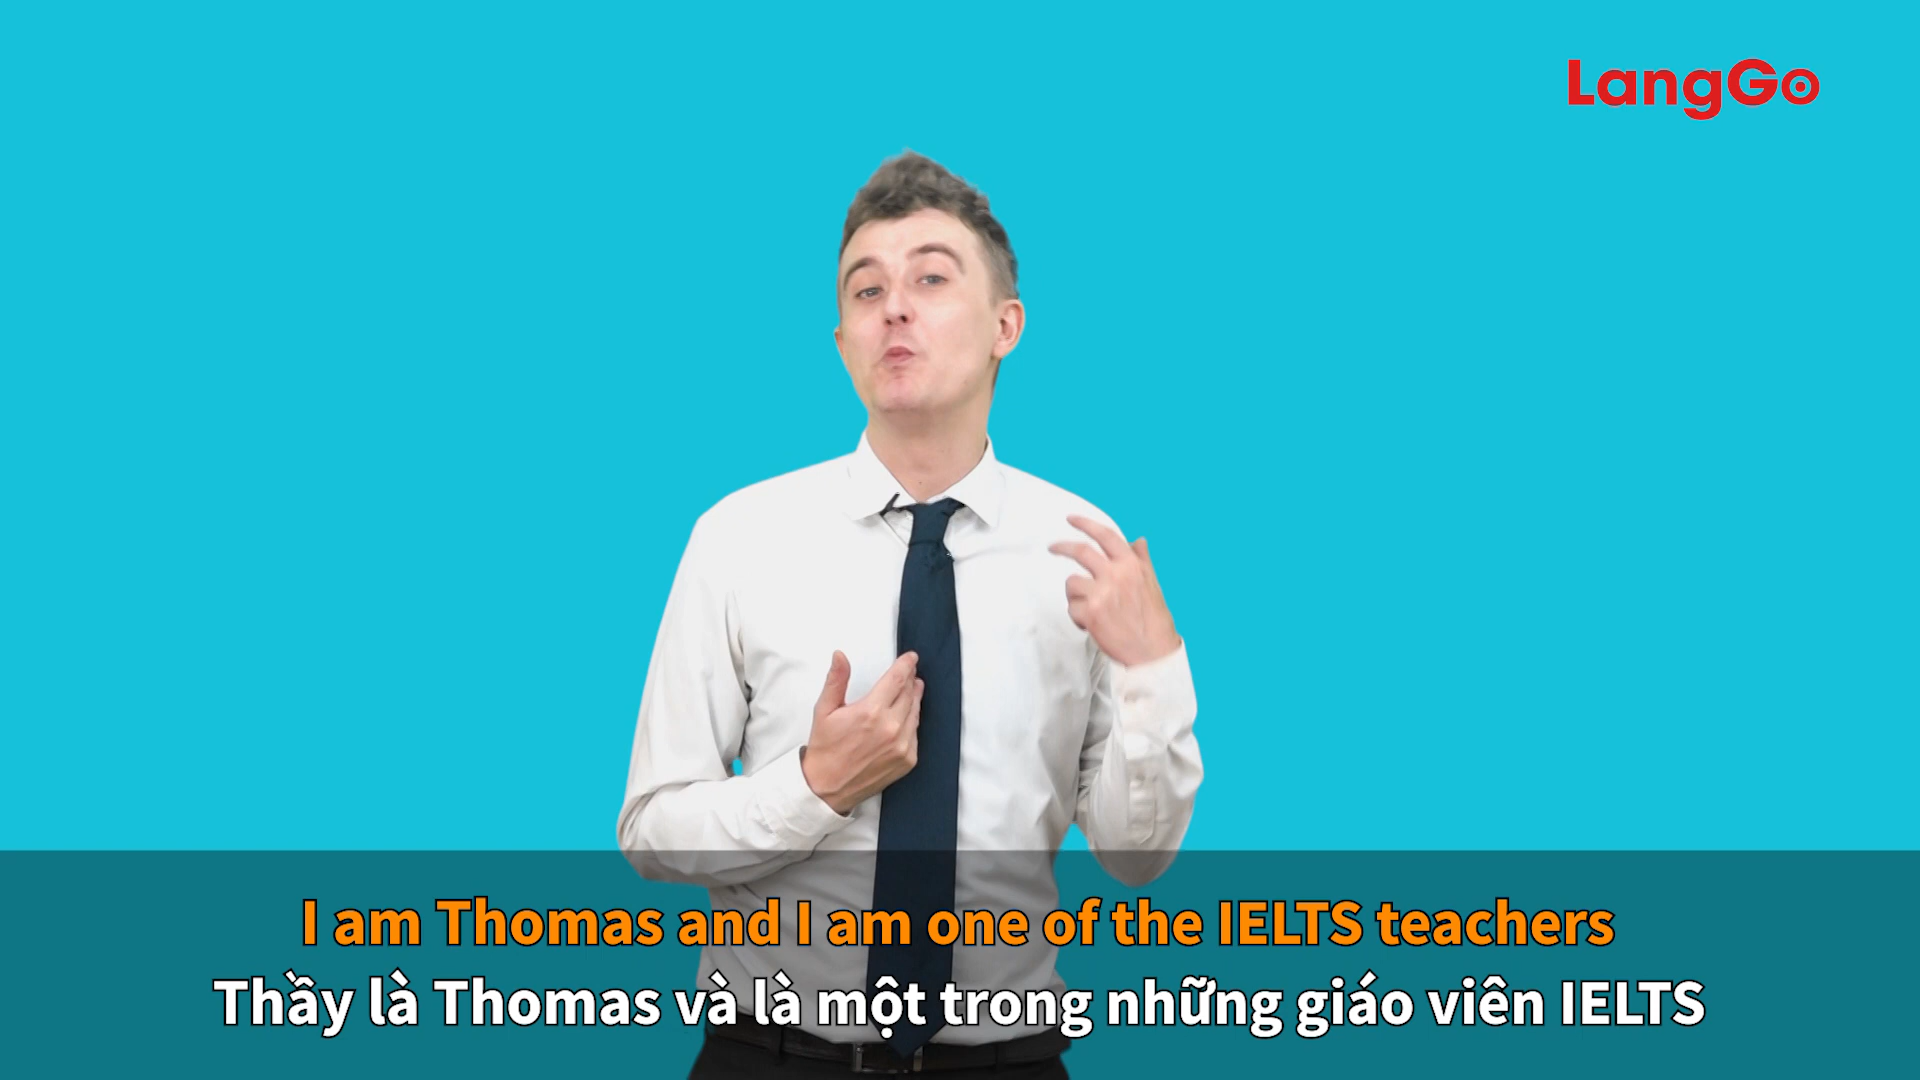 LangGo
I am Thomas and I am one of the IELTS teachers
Thầy là Thomas và là một trong những giáo viên IELTS